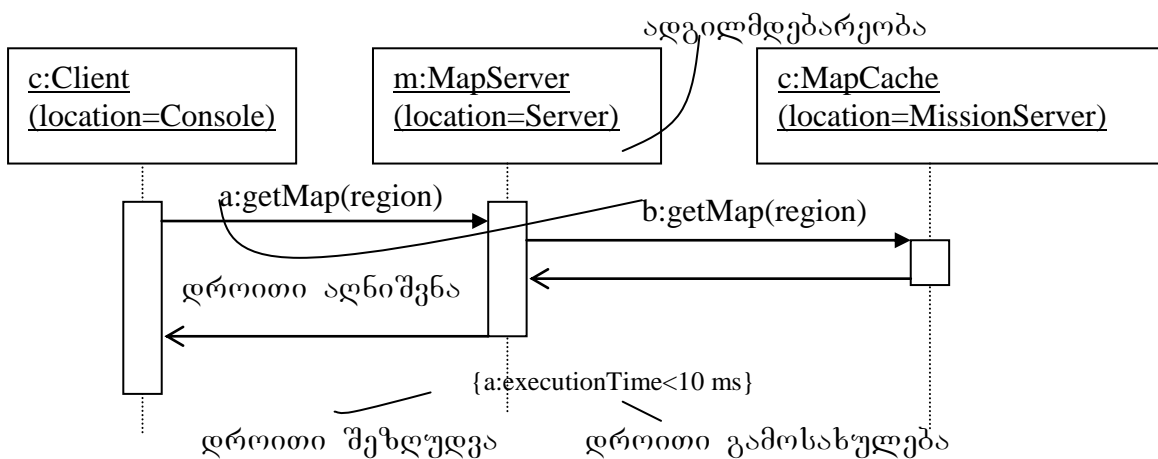 ადგილმდებარეობა
c:Client
(location=Console)
m:MapServer
(location=Server)
c:MapCache
(location=MissionServer)
a:getMap(region)
b:getMap(region)
დროითი აღნიშვნა
{a:executionTime<10 ms}
დროითი შეზღუდვა
დროითი გამოსახულება